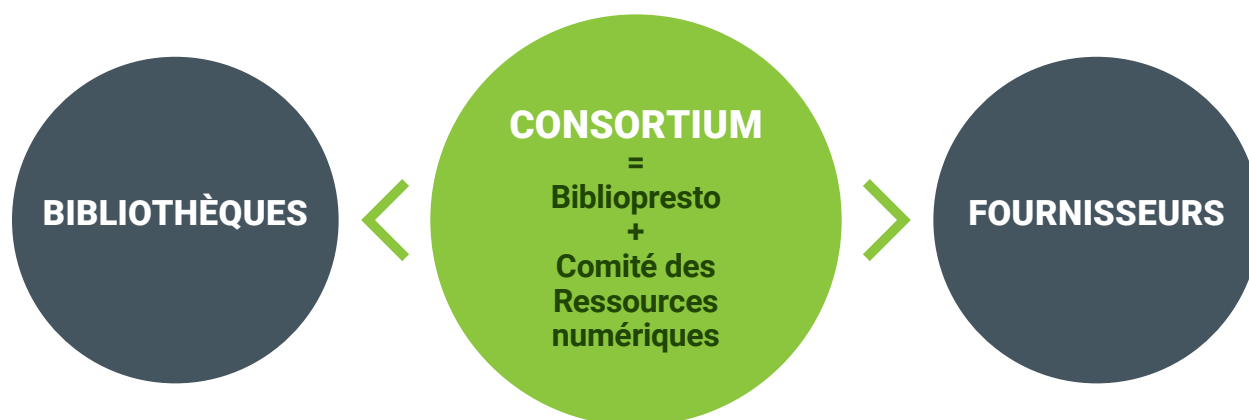 BIBLIOTHÈQUES
CONSORTIUM
=
Bibliopresto
+
Comité des
Ressources
numériques
FOURNISSEURS